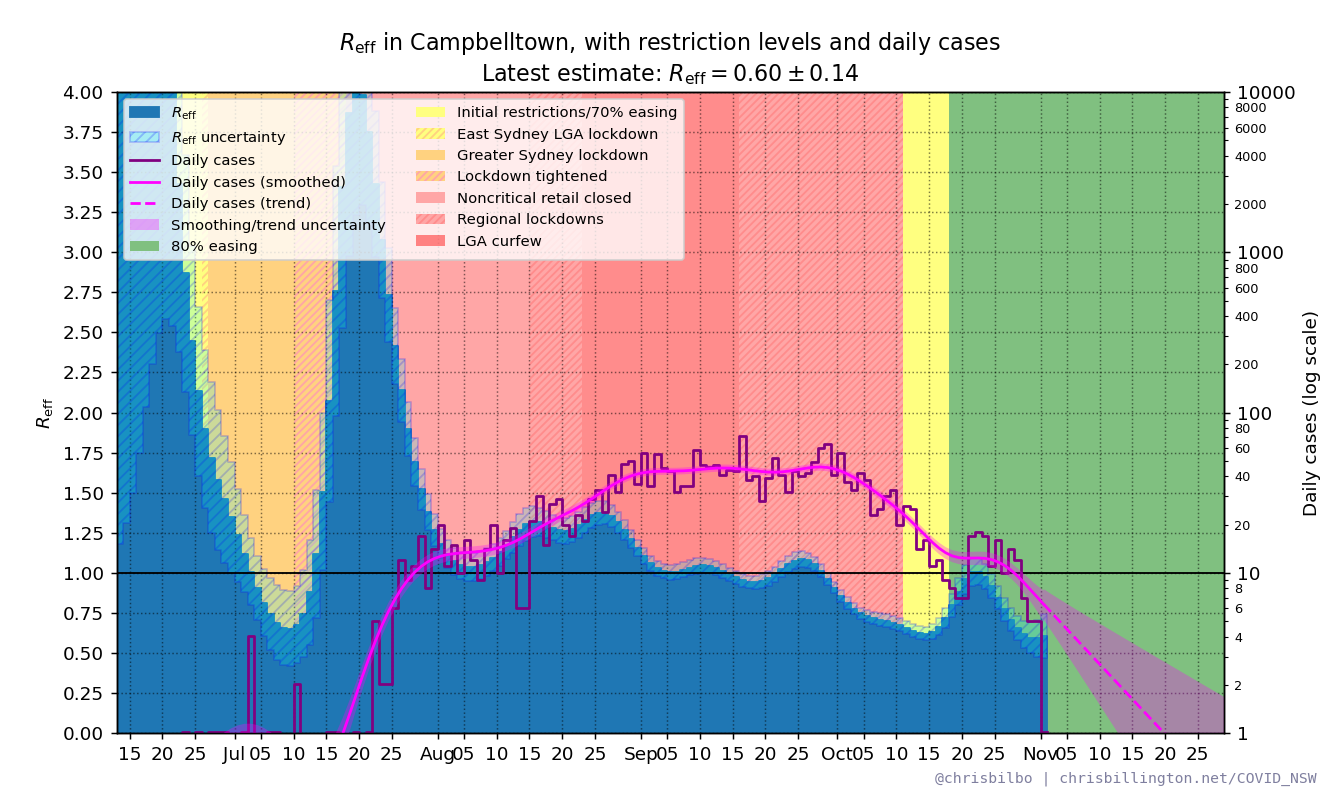 Reff in Campbelltown, with restriction levels and daily cases
Latest estimate: Reff = 0.60 ± 0.14
Reff
Reff uncertainty
Daily cases
Daily cases (smoothed)
Daily cases (trend)
Smoothing/trend uncertainty
80% easing
Initial restrictions/70% easing
East Sydney LGA lockdown
Greater Sydney lockdown
Lockdown tightened
Noncritical retail closed
Regional lockdowns
LGA curfew
Reff
4.00
3.75
3.50
3.25
3.00
2.75
2.50
2.25
2.00
1.75
1.50
1.25
1.00
0.75
0.50
0.25
0.00
10000
8000
6000
4000
2000
1000
800
600
400
200
100
80
60
40
20
10
8
6
4
2
1
Daily cases (log scale)
15 20 25 Jul 05 10 15 20 25 Aug 05 10 15 20 25 Sep 05 10 15 20 25 Oct 05 10 15 20 25 Nov 05 10 15 20 25
@chrisbilbo | chrisbillington.net/COVID_NSW